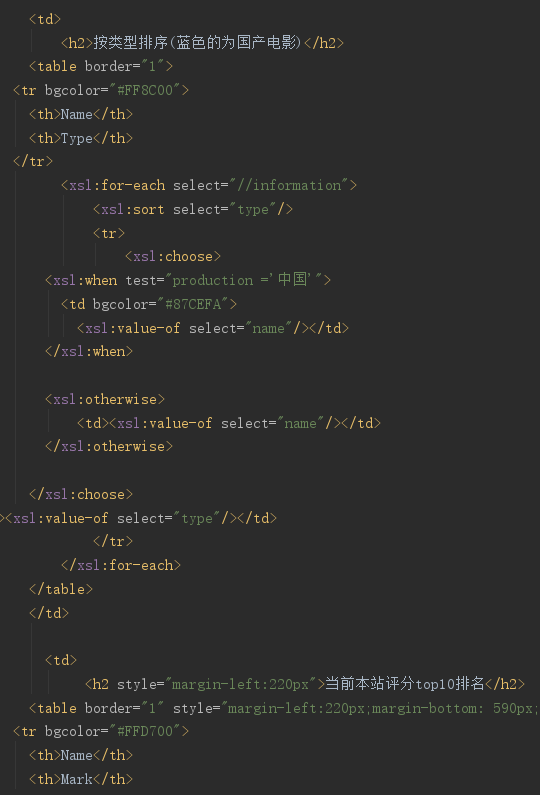 <td>
<h2>按类型排序(蓝色的为国产电影)</h2>
<table border="1">
<tr bgcolor="#FF8C00">
<th>Name</th>
<th>Type</th>
</tr>
<xsl:for-each select="//information">
<xsl:sort select="type"/>
<tr>
<xsl:choose>
<xsl:when test="production ='中国'">
<td bgcolor="#87CEFA">
<xsl:value-of select="name"/></td>
</xsl:when>
<xsl:otherwise>
<td><xsl:value-of select="name"/></td>
</xsl:otherwise>
</xsl:choose>
><xsl:value-of select="type"/></td>
</tr>
</xsl:for-each>
</table>
</td>
<td>
<h2 style="margin-left:220px">当前本站评分top10排名</h2>
<table border="1" style="margin-left:220px;margin-bottom: 590px;
<tr bgcolor="#FFD700">
<th>Name</th>
<th>Mark</th>